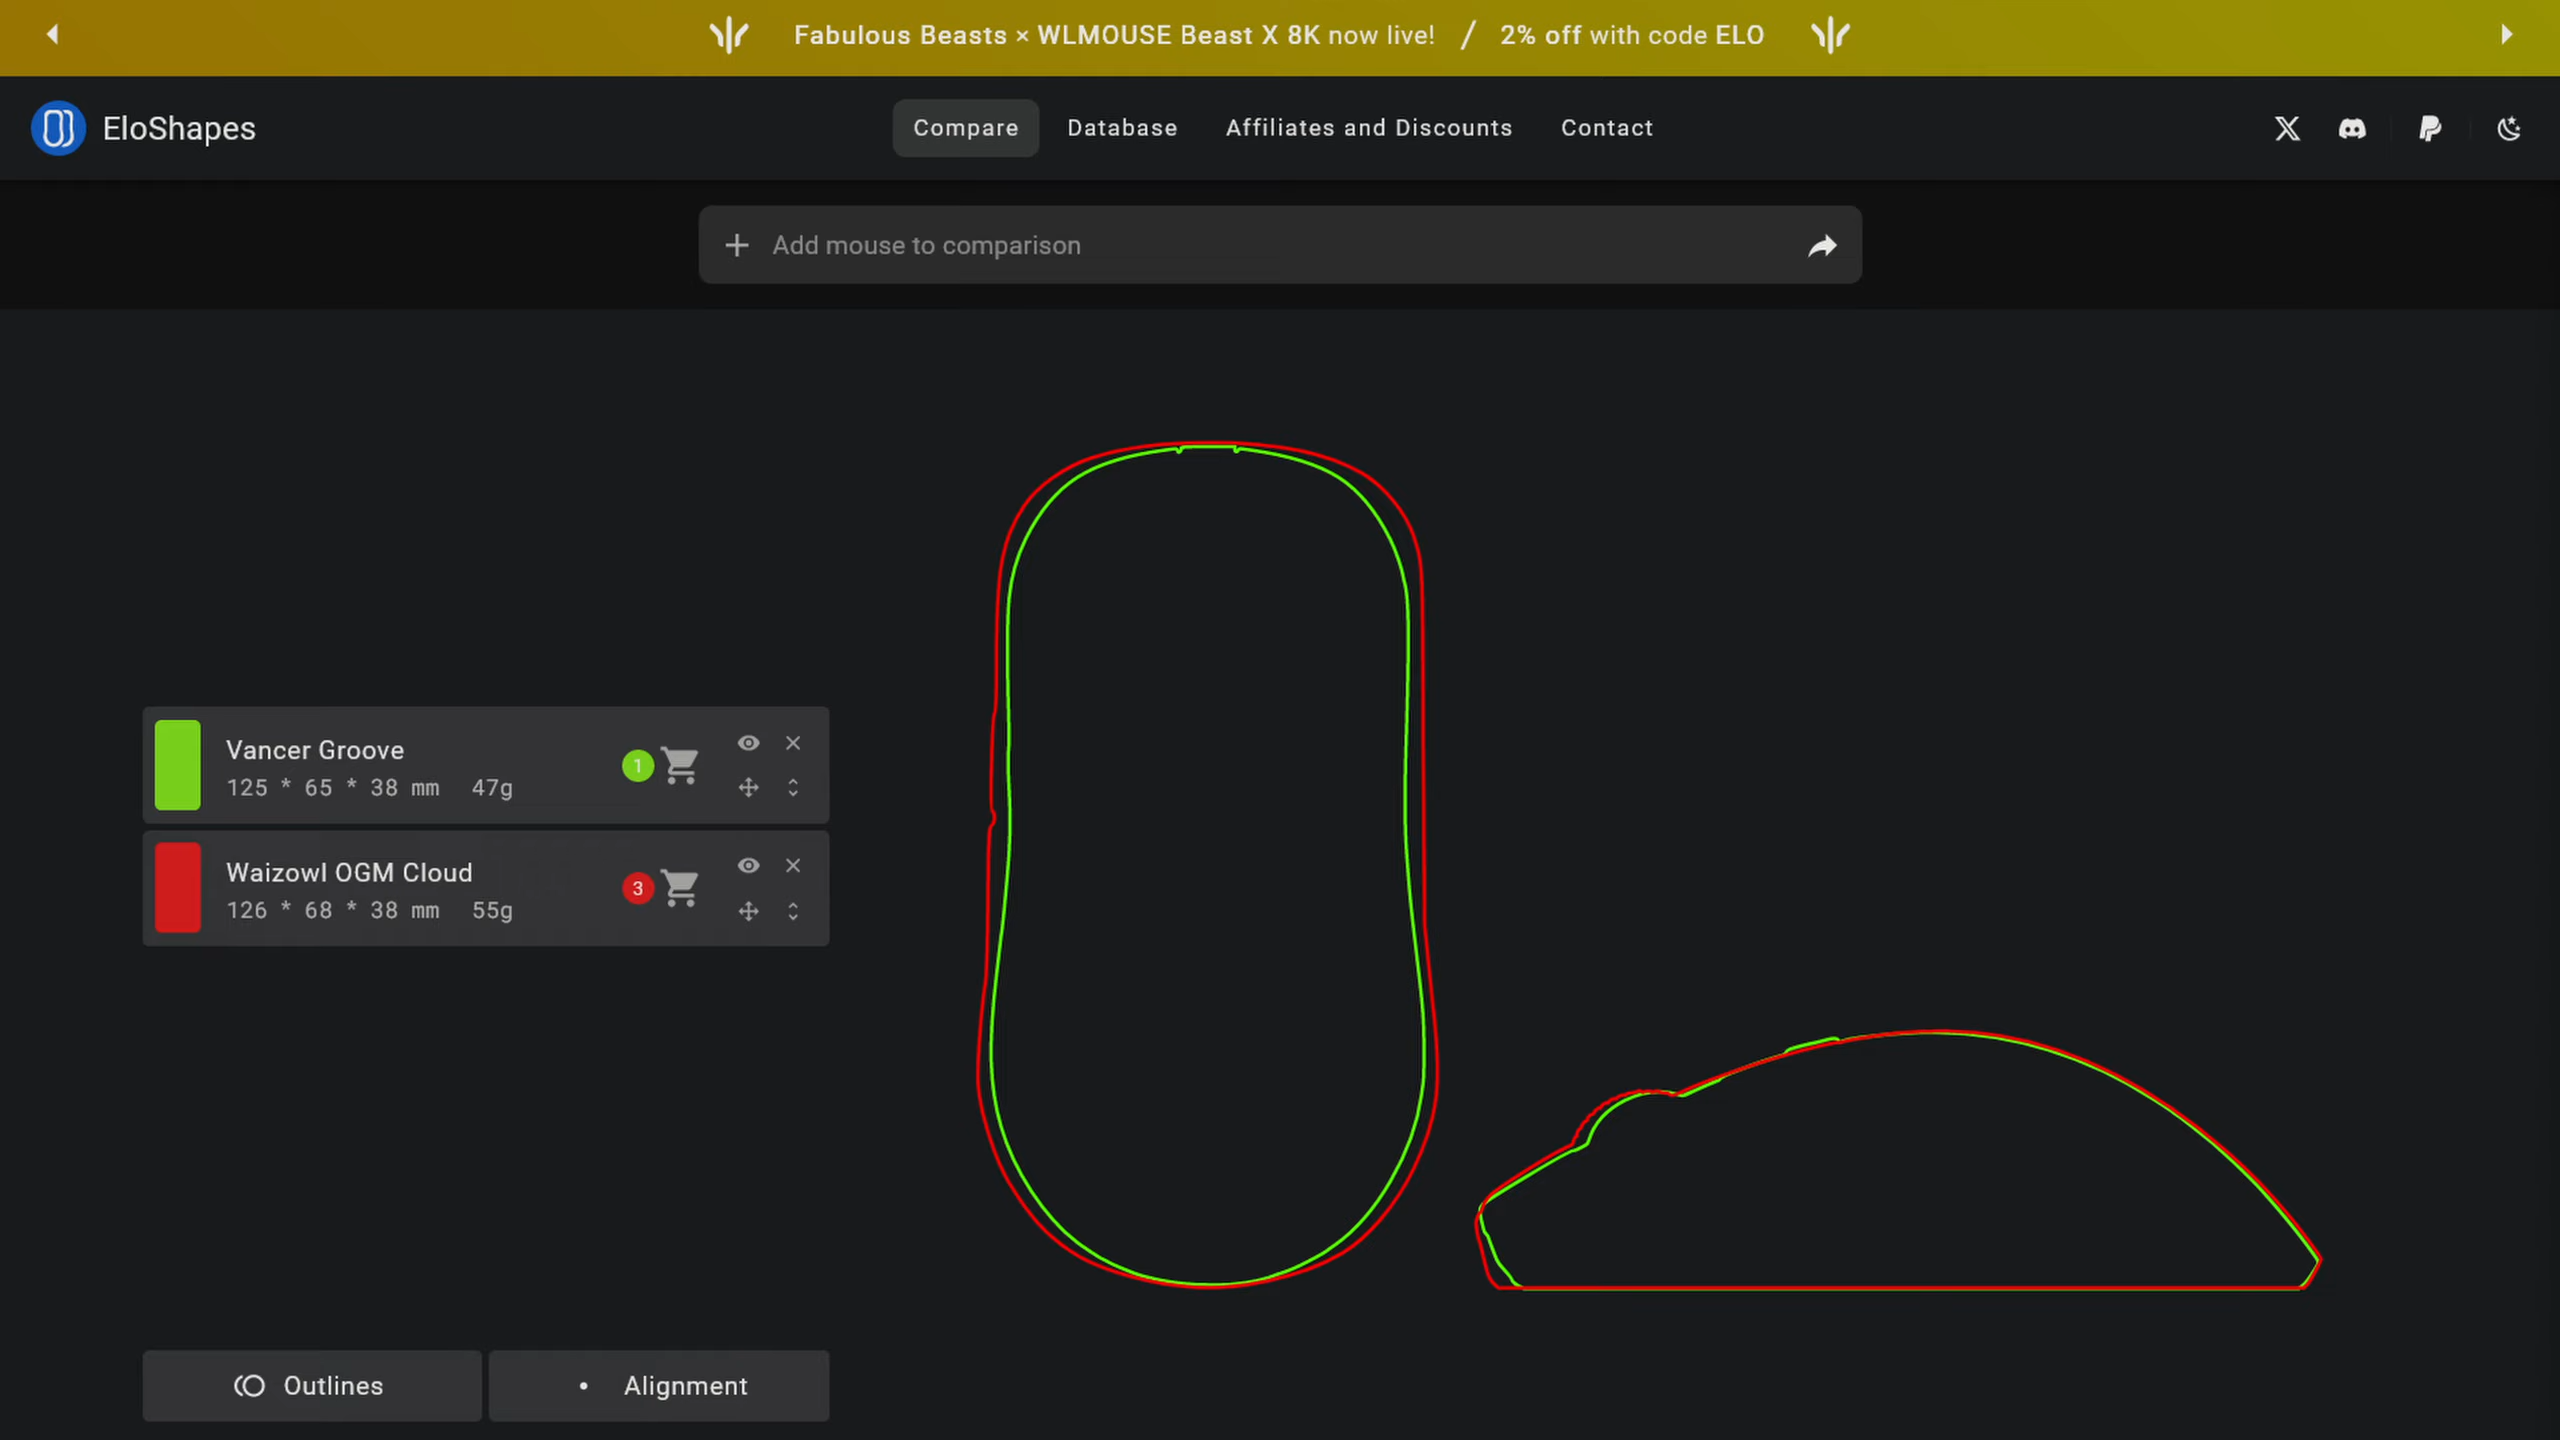 Fabulous Beasts × WLMOUSE Beast X 8K now live! / 2% off with code ELO
EloShapes
Compare
Database
Affiliates and Discounts
Contact
Add mouse to comparison
Vancer Groove
125 * 65 * 38 mm 47g
1
Waizowl OGM Cloud
126 * 68 * 38 mm 55g
3
Outlines
Alignment